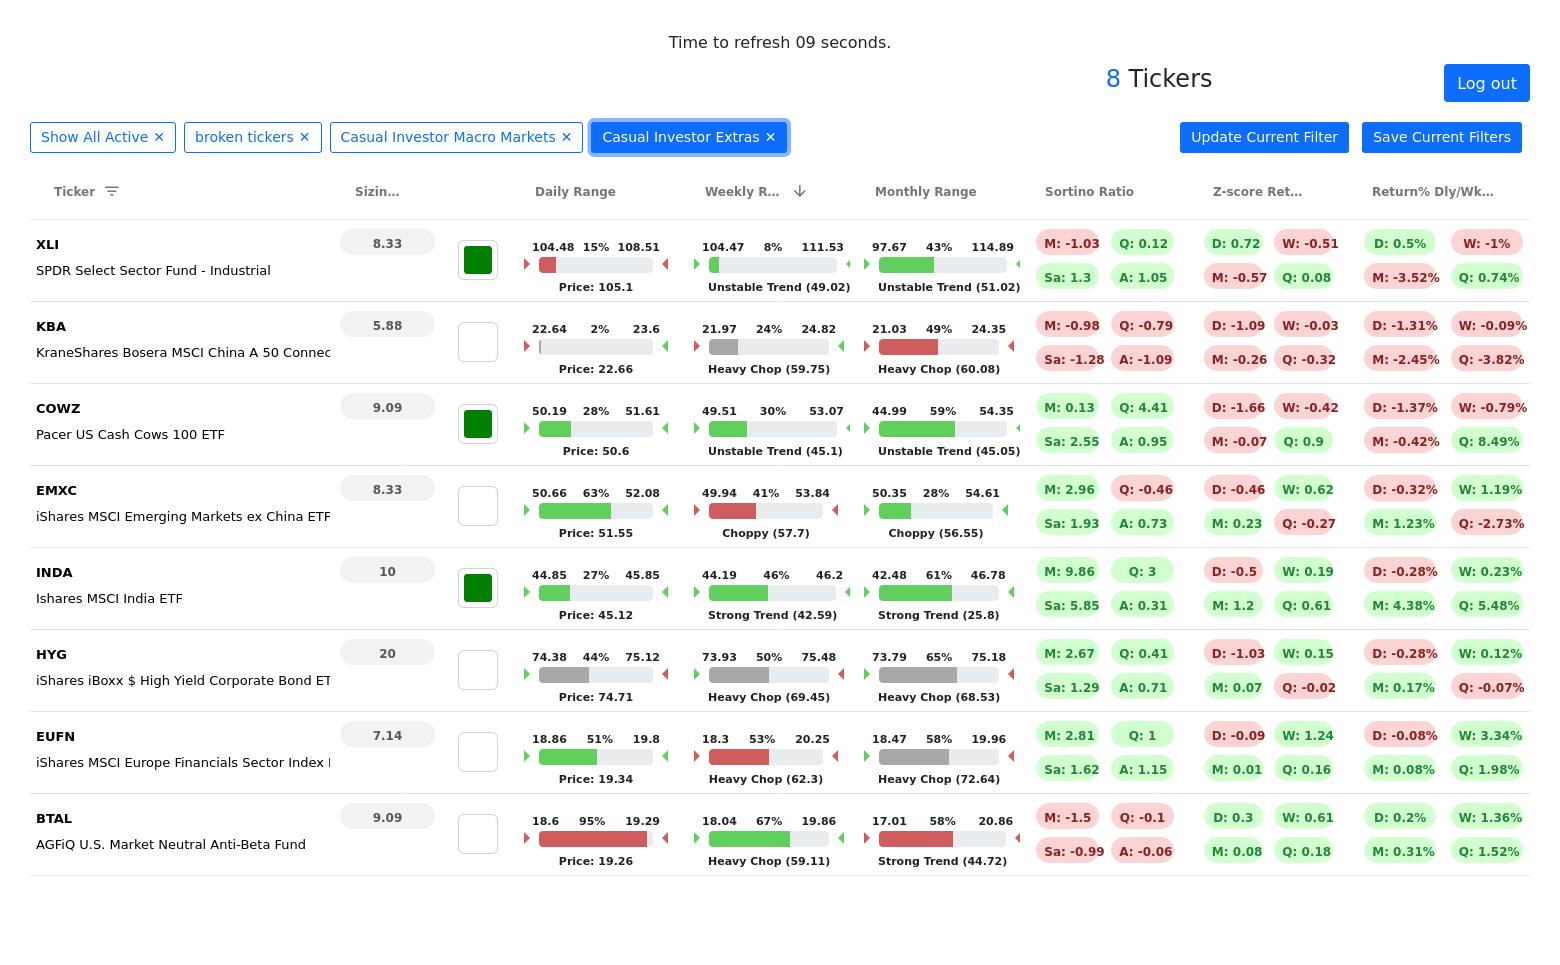 Time to refresh 09 seconds.
8 Tickers
Log out
Show All Active ✕ broken tickers ✕ Casual Investor Macro Markets ✕ Casual Investor Extras ✕ Update Current Filter Save Current Filters
Ticker Sizin... Daily Range Weekly R... Monthly Range Sortino Ratio Z-score Ret... Return% Dly/Wk...
XLI 8.33 104.48 15% 108.51 104.47 8% 111.53 97.67 43% 114.89 M: -1.03 Q: 0.12 D: 0.72 W: -0.51 D: 0.5% W: -1%
SPDR Select Sector Fund - Industrial Sa: 1.3 A: 1.05 M: -0.57 Q: 0.08 M: -3.52% Q: 0.74%
Price: 105.1 Unstable Trend (49.02) Unstable Trend (51.02)
KBA 5.88 22.64 2% 23.6 21.97 24% 24.82 21.03 49% 24.35 M: -0.98 Q: -0.79 D: -1.09 W: -0.03 D: -1.31% W: -0.09%
KraneShares Bosera MSCI China A 50 Connec Sa: -1.28 A: -1.09 M: -0.26 Q: -0.32 M: -2.45% Q: -3.82%
Price: 22.66 Heavy Chop (59.75) Heavy Chop (60.08)
COWZ 9.09 50.19 28% 51.61 49.51 30% 53.07 44.99 59% 54.35 M: 0.13 Q: 4.41 D: -1.66 W: -0.42 D: -1.37% W: -0.79%
Pacer US Cash Cows 100 ETF Sa: 2.55 A: 0.95 M: -0.07 Q: 0.9 M: -0.42% Q: 8.49%
Price: 50.6 Unstable Trend (45.1) Unstable Trend (45.05)
EMXC 8.33 50.66 63% 52.08 49.94 41% 53.84 50.35 28% 54.61 M: 2.96 Q: -0.46 D: -0.46 W: 0.62 D: -0.32% W: 1.19%
iShares MSCI Emerging Markets ex China ETF Sa: 1.93 A: 0.73 M: 0.23 Q: -0.27 M: 1.23% Q: -2.73%
Price: 51.55 Choppy (57.7) Choppy (56.55)
INDA 10 44.85 27% 45.85 44.19 46% 46.2 42.48 61% 46.78 M: 9.86 Q: 3 D: -0.5 W: 0.19 D: -0.28% W: 0.23%
Ishares MSCI India ETF Sa: 5.85 A: 0.31 M: 1.2 Q: 0.61 M: 4.38% Q: 5.48%
Price: 45.12 Strong Trend (42.59) Strong Trend (25.8)
HYG 20 74.38 44% 75.12 73.93 50% 75.48 73.79 65% 75.18 M: 2.67 Q: 0.41 D: -1.03 W: 0.15 D: -0.28% W: 0.12%
iShares iBoxx $ High Yield Corporate Bond ET Sa: 1.29 A: 0.71 M: 0.07 Q: -0.02 M: 0.17% Q: -0.07%
Price: 74.71 Heavy Chop (69.45) Heavy Chop (68.53)
EUFN 7.14 18.86 51% 19.8 18.3 53% 20.25 18.47 58% 19.96 M: 2.81 Q: 1 D: -0.09 W: 1.24 D: -0.08% W: 3.34%
iShares MSCI Europe Financials Sector Index Sa: 1.62 A: 1.15 M: 0.01 Q: 0.16 M: 0.08% Q: 1.98%
Price: 19.34 Heavy Chop (62.3) Heavy Chop (72.64)
BTAL 9.09 18.6 95% 19.29 18.04 67% 19.86 17.01 58% 20.86 M: -1.5 Q: -0.1 D: 0.3 W: 0.61 D: 0.2% W: 1.36%
AGFiQ U.S. Market Neutral Anti-Beta Fund Sa: -0.99 A: -0.06 M: 0.08 Q: 0.18 M: 0.31% Q: 1.52%
Price: 19.26 Heavy Chop (59.11) Strong Trend (44.72)